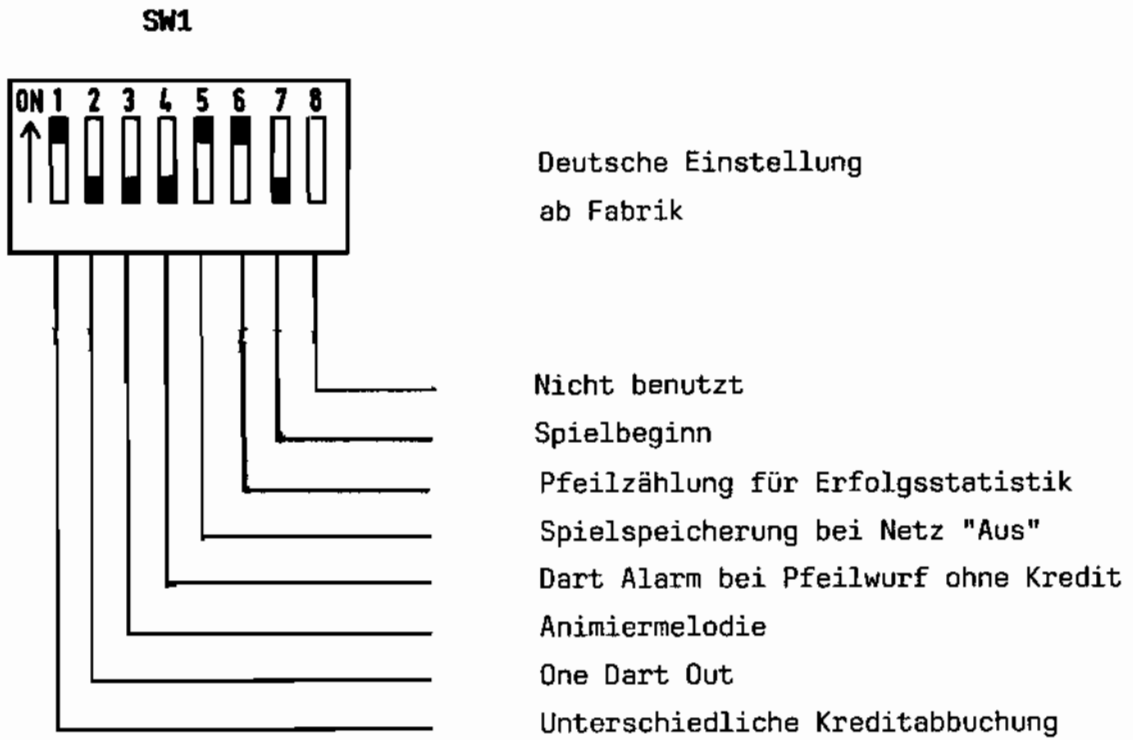 SW1
ON 1 2 3 4 5 6 7 8
Deutsche Einstellung
ab Fabrik
Nicht benutzt
Spielbeginn
Pfeilzählung für Erfolgsstatistik
Spielspeicherung bei Netz "Aus"
Dart Alarm bei Pfeilwurf ohne Kredit
Animiermelodie
One Dart Out
Unterschiedliche Kreditabbuchung